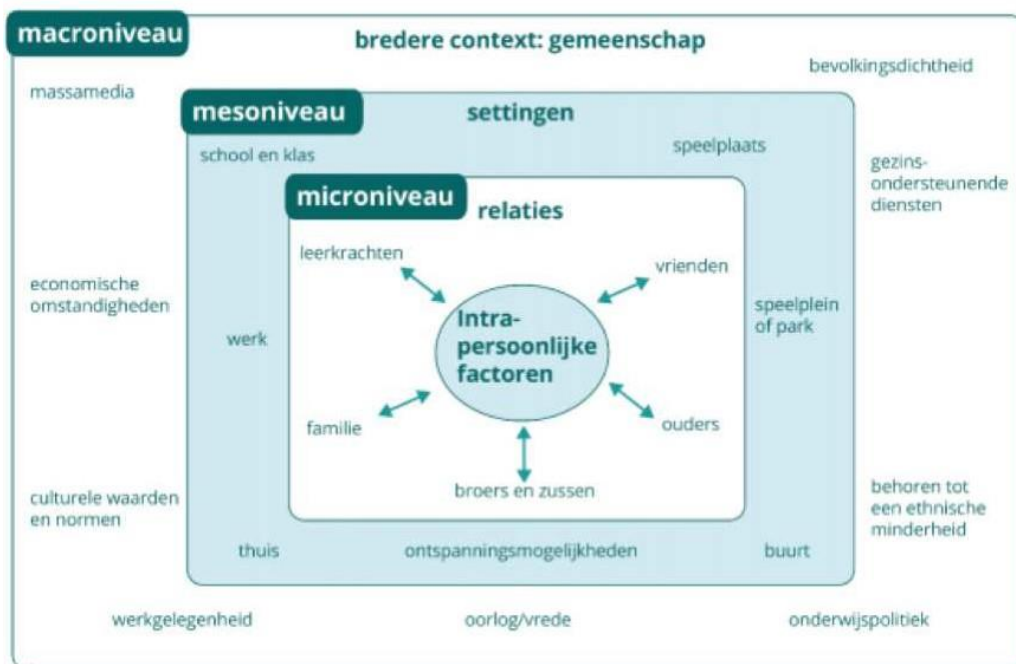 macroniveau
bredere context: gemeenschap
bevolkingsdichtheid
massamedia
mesoniveau
settingen
school en klas
speelplaats
gezins-
ondersteunende
diensten
microniveau
relaties
leerkrachten
vrienden
economische
omstandigheden
werk
Intra-
persoonlijke
factoren
speelplein
of park
familie
ouders
broers en zussen
culturele waarden
en normen
behoren tot
een ethnische
minderheid
thuis
ontspanningsmogelijkheden
buurt
werkgelegenheid
oorlog/vrede
onderwijspolitiek